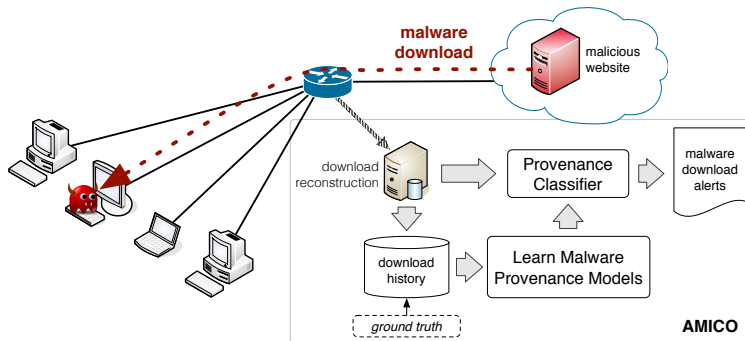 malware
download
malicious
website
download
reconstruction
Provenance
Classifier
malware
download
alerts
download
history
Learn Malware
Provenance Models
ground truth
AMICO